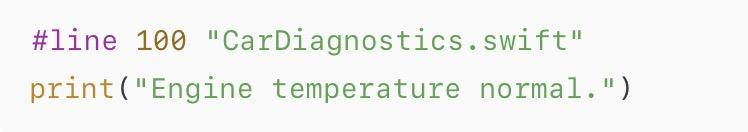 #line 100 "CarDiagnostics.swift"
print("Engine temperature normal.")